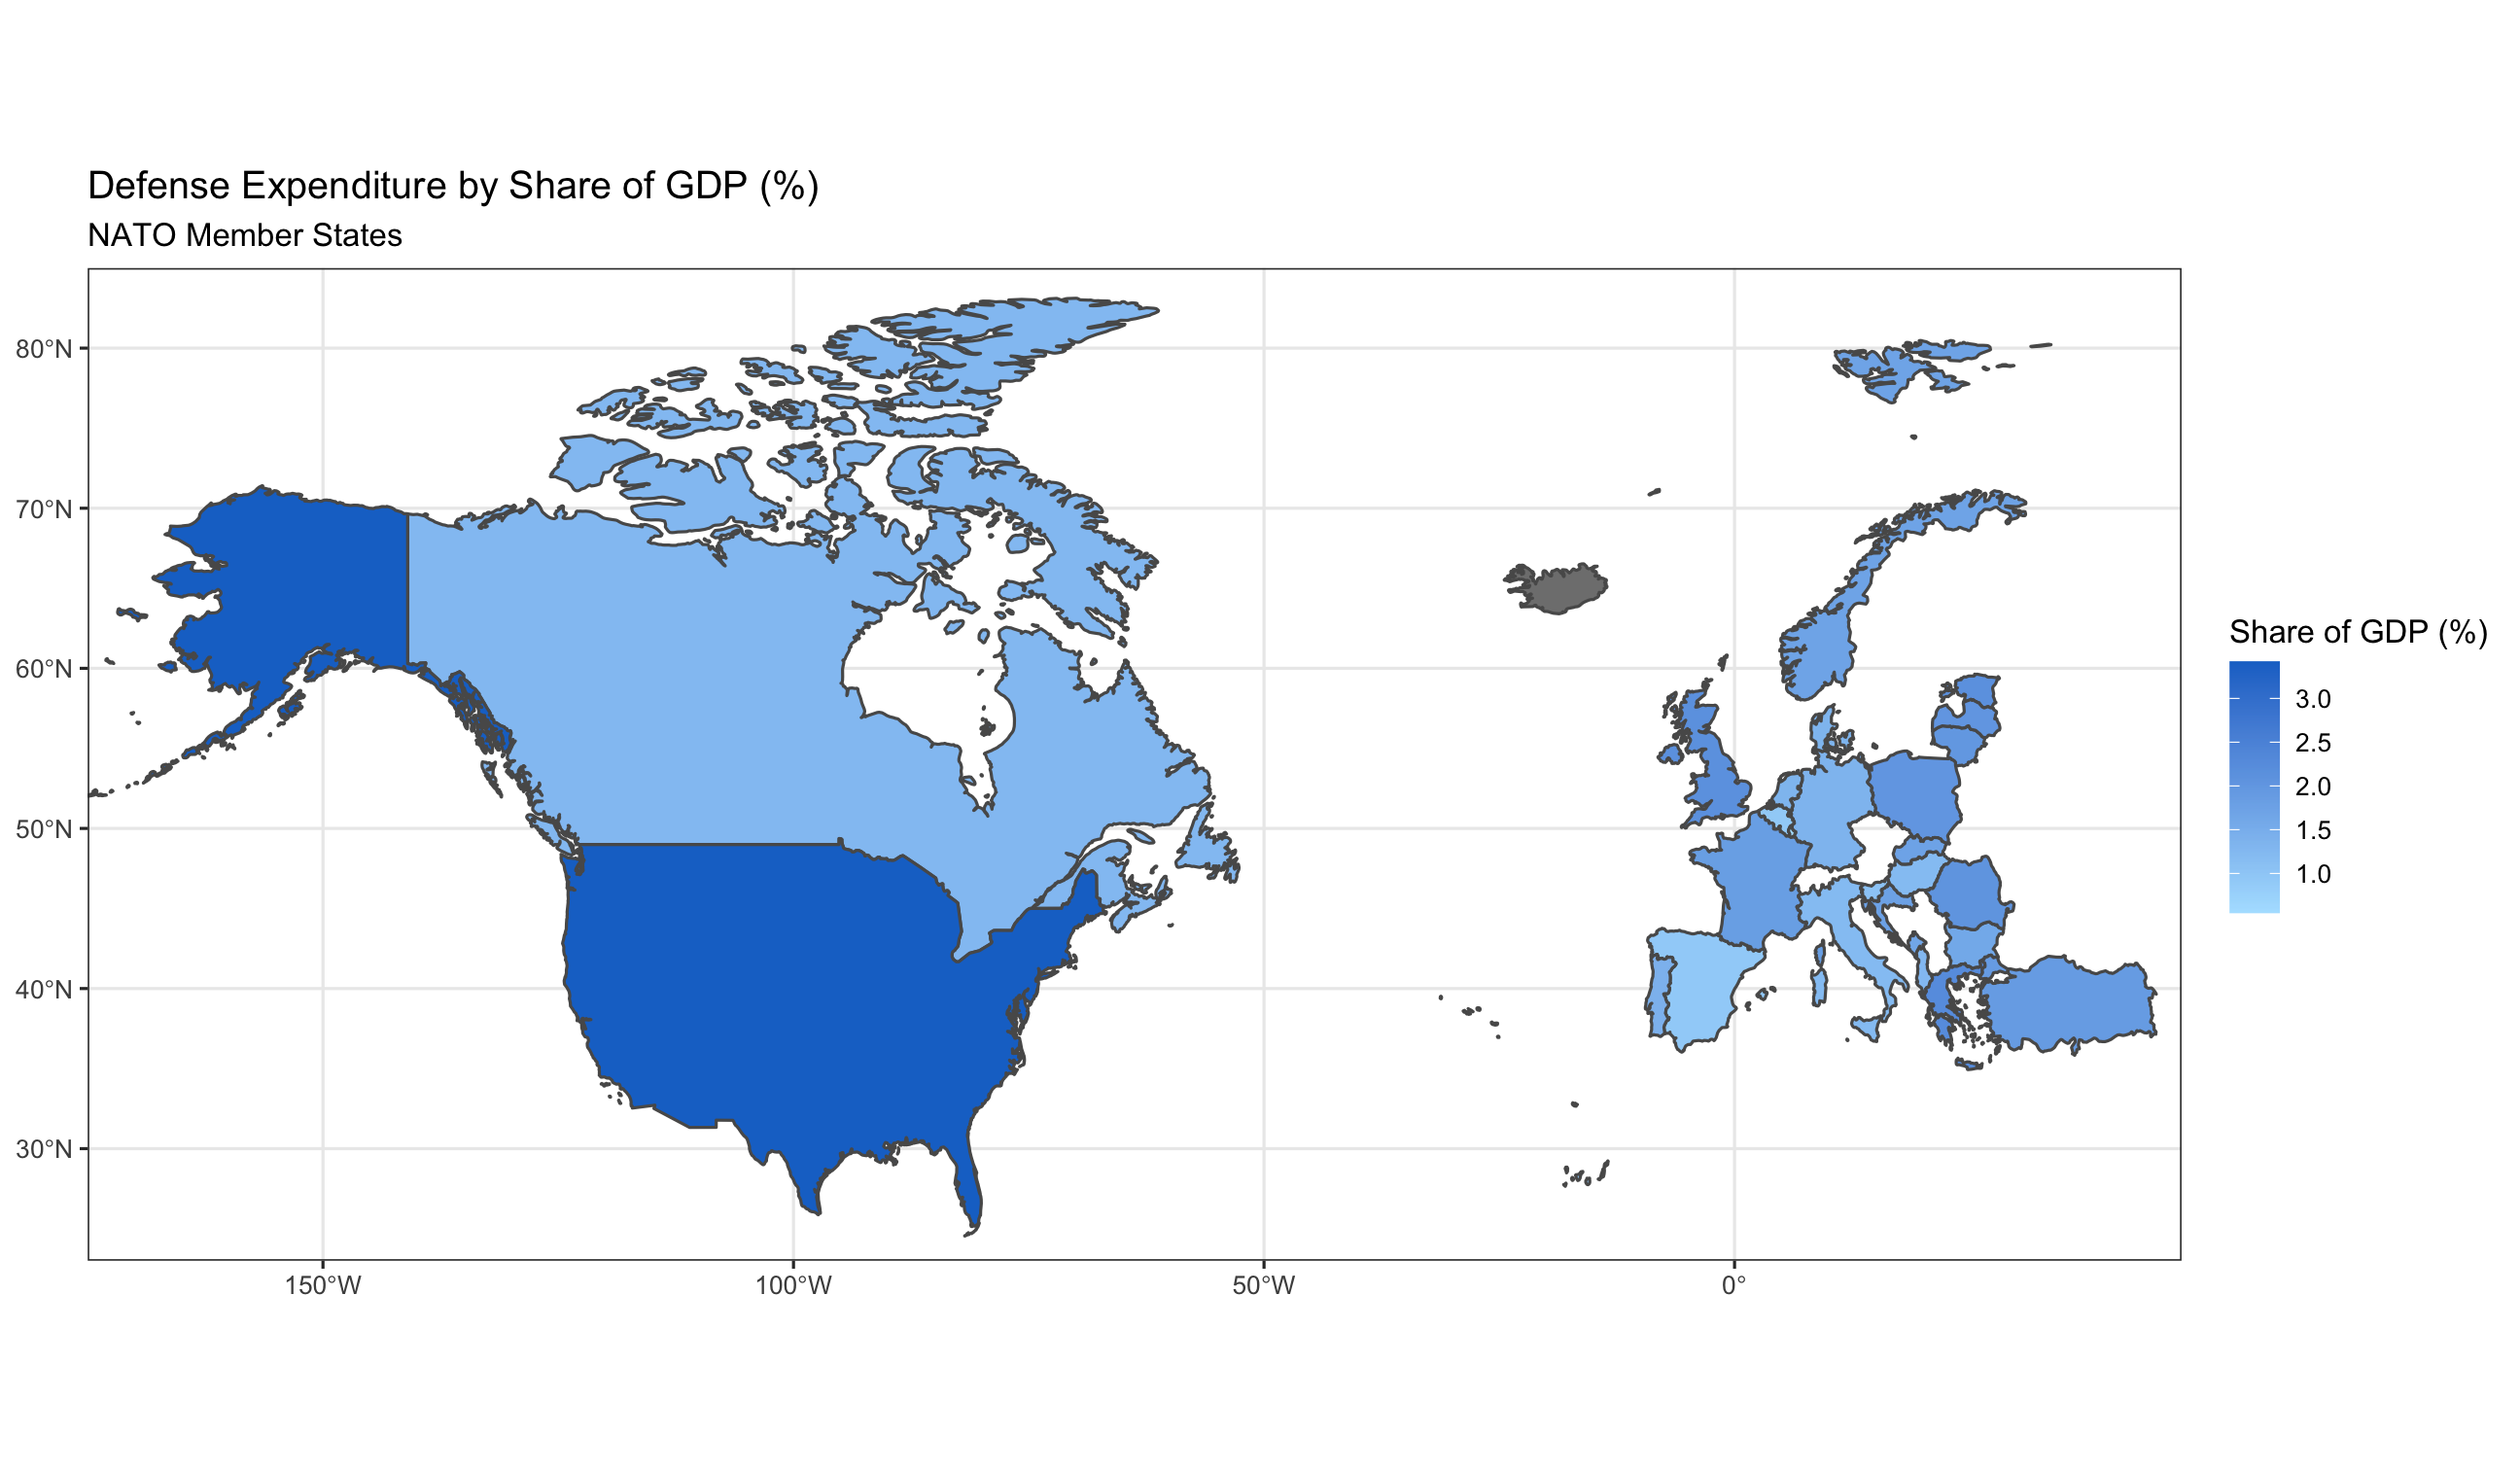 Defense Expenditure by Share of GDP (%)
NATO Member States
80°N
70°N
60°N
50°N
40°N
30°N
150°W
100°W
50°W
0°
Share of GDP (%)
3.0
2.5
2.0
1.5
1.0